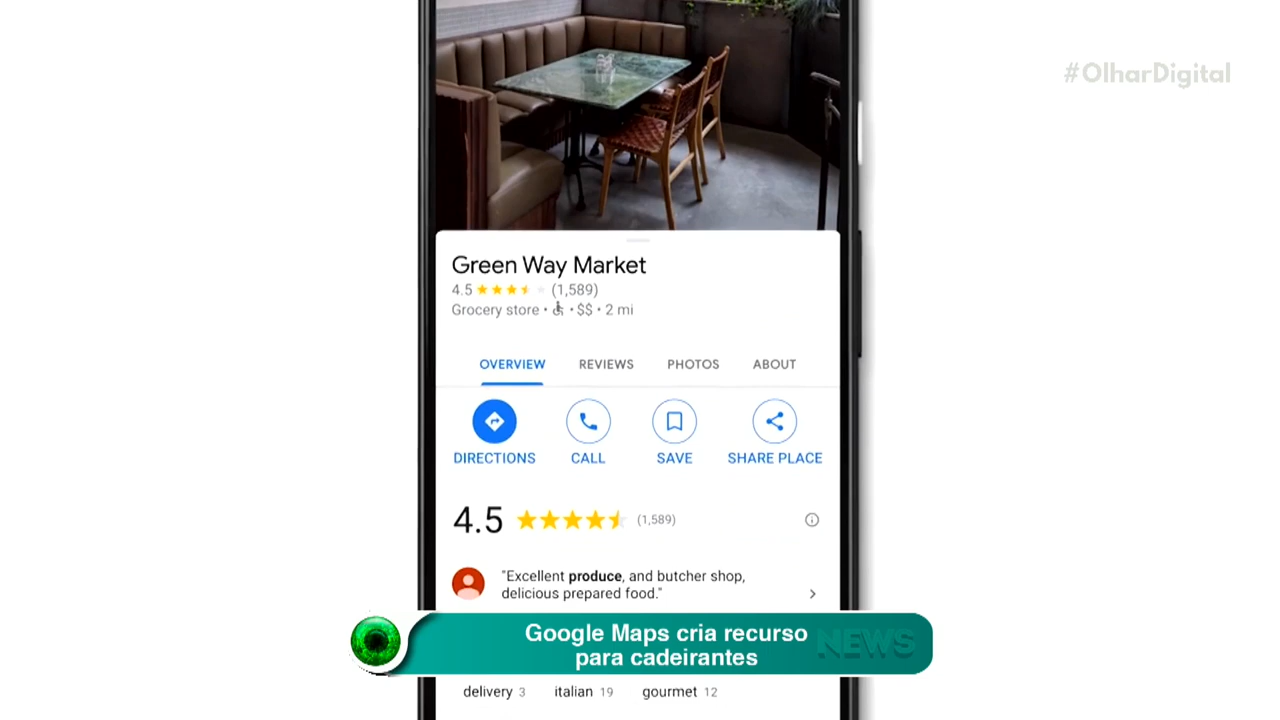 #OlharDigital
Green Way Market
4.5 (1,589)
Grocery store • • $$ • 2 mi
OVERVIEW REVIEWS PHOTOS ABOUT
DIRECTIONS CALL SAVE SHARE PLACE
4.5 (1,589)
"Excellent produce, and butcher shop,
delicious prepared food."
Google Maps cria recurso
para cadeirantes
NEWS
delivery 3 italian 19 gourmet 12